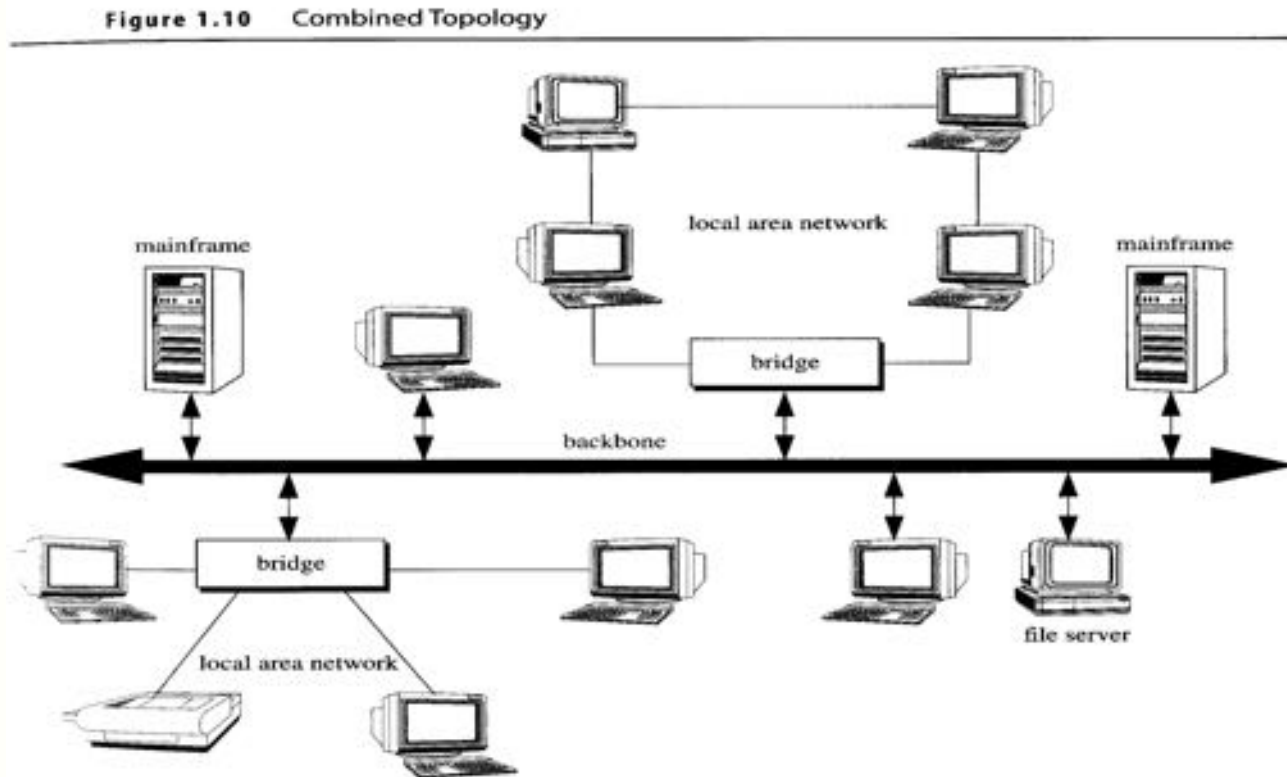 Figure 1.10 Combined Topology
local area network
mainframe
mainframe
bridge
backbone
bridge
file server
local area network